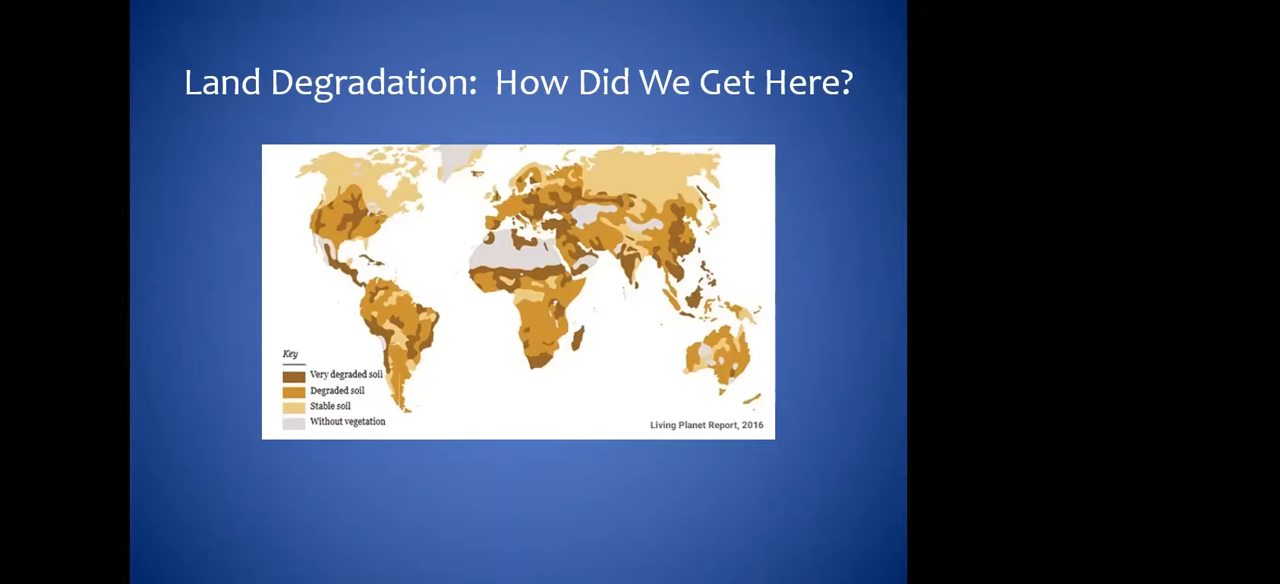 Land Degradation:  How Did We Get Here?
Key
Very degraded soil
Degraded soil
Stable soil
Without vegetation
Living Planet Report, 2016